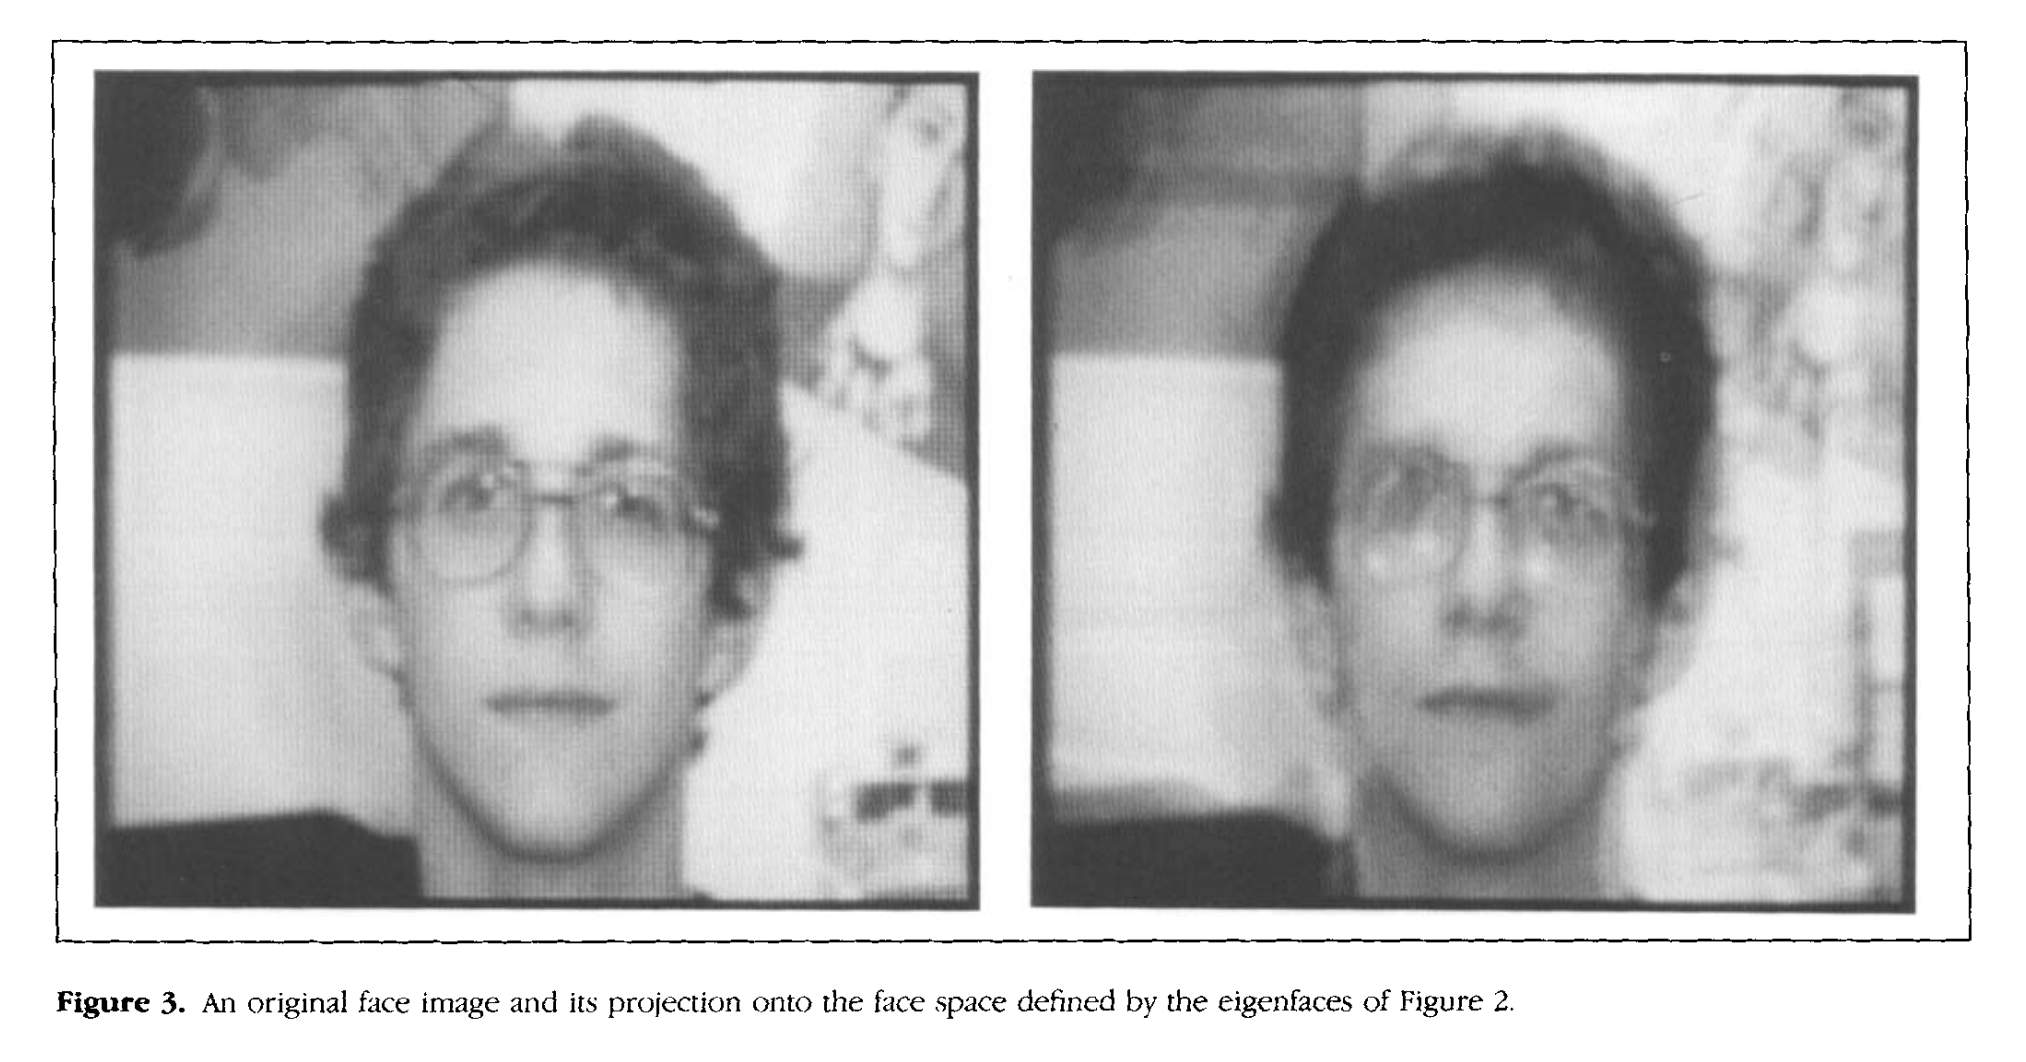 Figure 3. An original face image and its projection onto the face space defined by the eigenfaces of Figure 2.